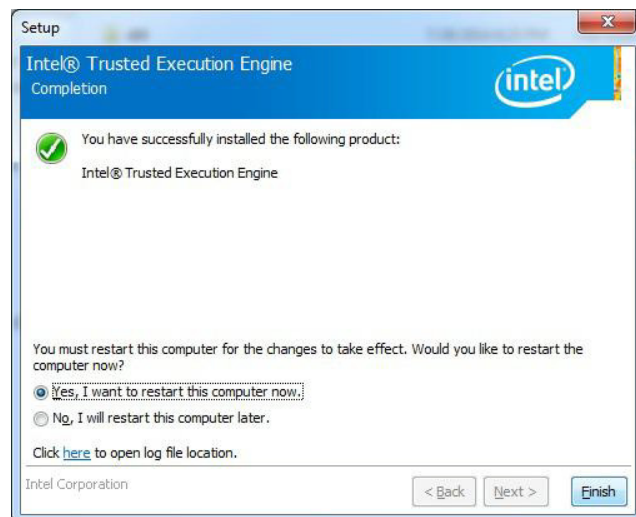 Setup
Intel® Trusted Execution Engine
Completion
intel
You have successfully installed the following product:
Intel® Trusted Execution Engine
You must restart this computer for the changes to take effect. Would you like to restart the
computer now?
Yes, I want to restart this computer now.
No, I will restart this computer later.
Click here to open log file location.
Intel Corporation
< Back Next > Finish